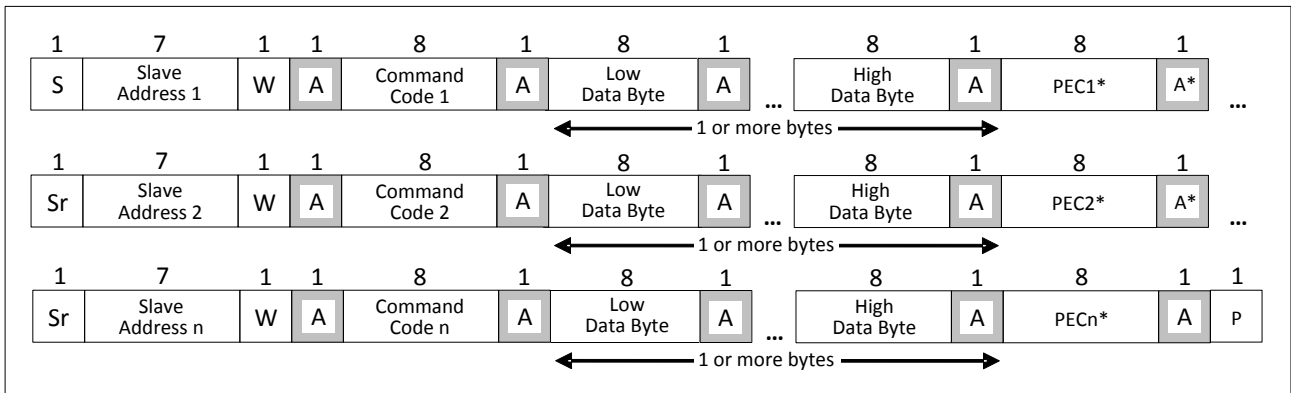 1 7 1 1 8 1 8 1 8 1 8 1
S Slave Address 1 W A Command Code 1 A Low Data Byte A ... High Data Byte A PEC1* A* ...
1 or more bytes
1 7 1 1 8 1 8 1 8 1 8 1
Sr Slave Address 2 W A Command Code 2 A Low Data Byte A ... High Data Byte A PEC2* A* ...
1 or more bytes
1 7 1 1 8 1 8 1 8 1 8 1 1
Sr Slave Address n W A Command Code n A Low Data Byte A ... High Data Byte A PECn* A P
1 or more bytes